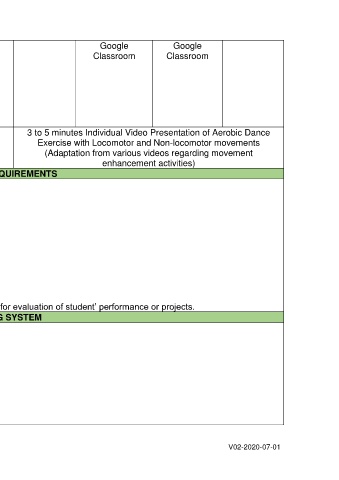 Google Google
Classroom Classroom
3 to 5 minutes Individual Video Presentation of Aerobic Dance
Exercise with Locomotor and Non-locomotor movements
(Adaptation from various videos regarding movement
enhancement activities)
QUIREMENTS
for evaluation of student' performance or projects.
G SYSTEM
V02-2020-07-01